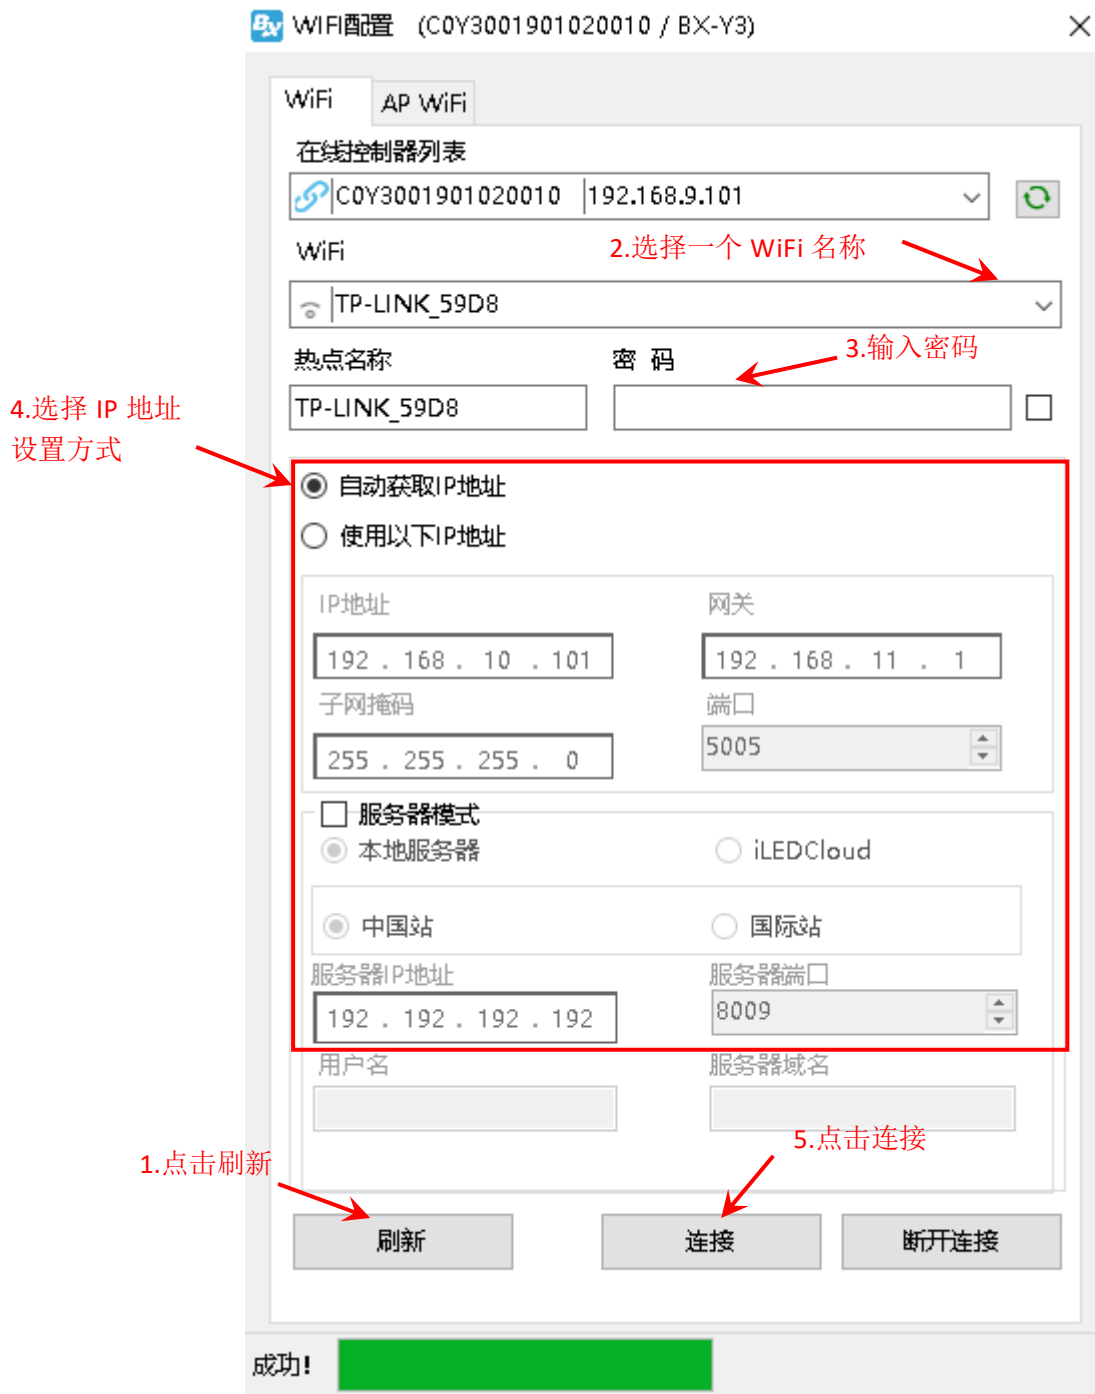 BX WIFI配置 (C0Y3001901020010 / BX-Y3)
WiFi AP WiFi
在线控制器列表
C0Y3001901020010 192.168.9.101
WiFi 2.选择一个 WiFi 名称
TP-LINK_59D8
热点名称 密 码 3.输入密码
TP-LINK_59D8
4.选择 IP 地址
设置方式
自动获取IP地址
使用以下IP地址
IP地址 网关
192 . 168 . 10 . 101 192 . 168 . 11 . 1
子网掩码 端口
255 . 255 . 255 . 0 5005
服务器模式
本地服务器 iLEDCloud
中国站 国际站
服务器IP地址 服务器端口
192 . 192 . 192 . 192 8009
用户名 服务器域名
5.点击连接
1.点击刷新
刷新 连接 断开连接
成功!